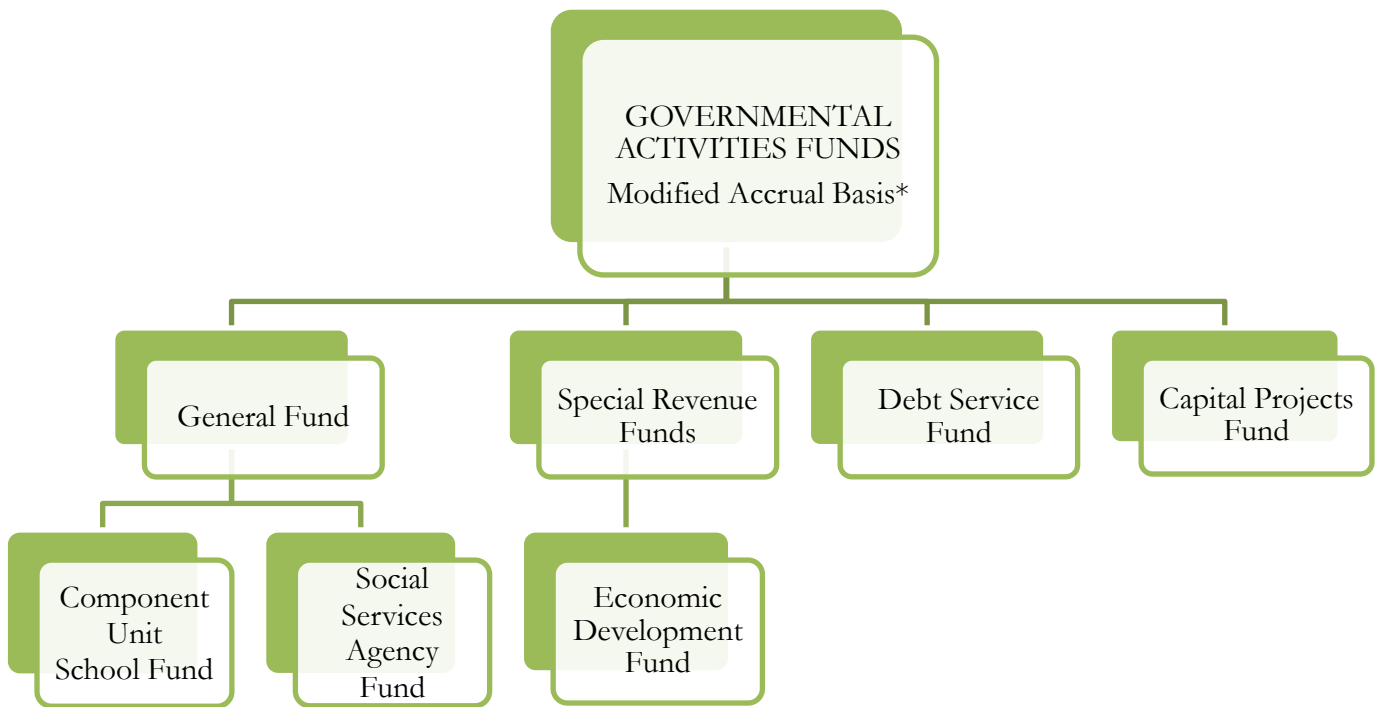 GOVERNMENTAL
ACTIVITIES FUNDS
Modified Accrual Basis*
General Fund
Special Revenue
Funds
Debt Service
Fund
Capital Projects
Fund
Component
Unit
School Fund
Social
Services
Agency
Fund
Economic
Development
Fund